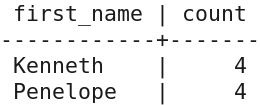 first_name | count
------------+-------
 Kenneth    |     4
 Penelope   |     4